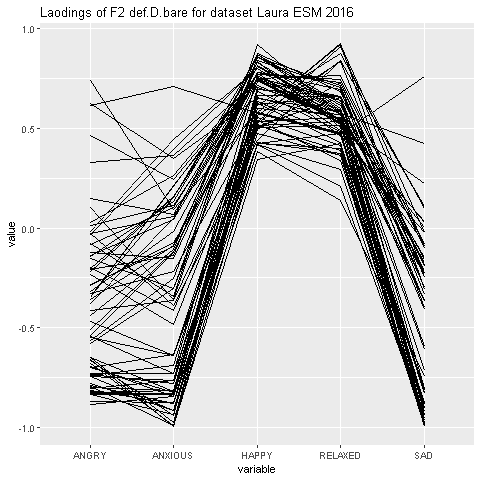 Laodings of F2 def.D.bare for dataset Laura ESM 2016
1.0
0.5
0.0
-0.5
-1.0
value
ANGRY ANXIOUS HAPPY RELAXED SAD
variable